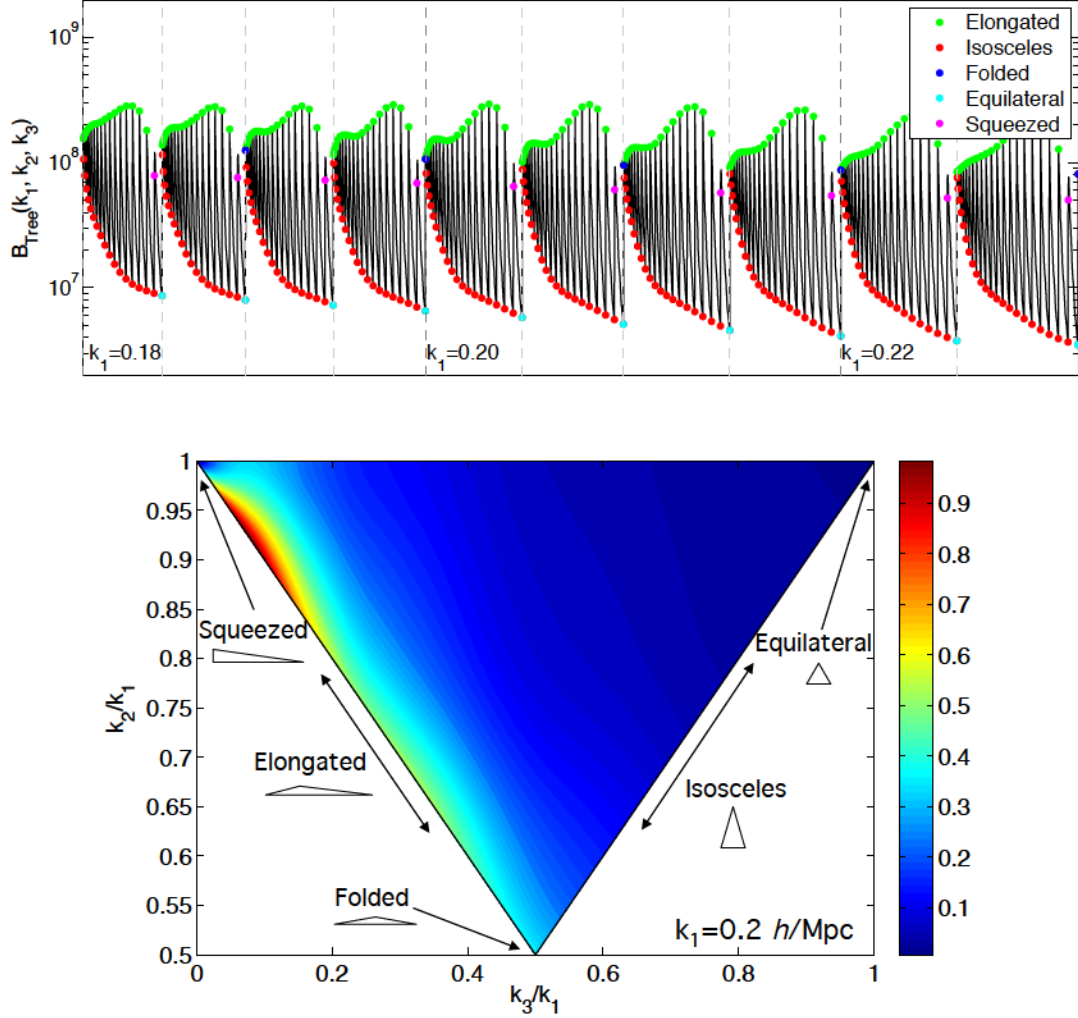 10⁹
10⁸
10⁷
B_Tree(k₁, k₂, k₃)
Elongated
Isosceles
Folded
Equilateral
Squeezed
k₁=0.18
k₁=0.20
k₁=0.22
1
0.95
0.9
0.85
0.8
0.75
0.7
0.65
0.6
0.55
0.5
k₂/k₁
Squeezed
Elongated
Folded
Equilateral
Isosceles
k₁=0.2 h/Mpc
0 0.2 0.4 0.6 0.8 1
k₃/k₁
0.9
0.8
0.7
0.6
0.5
0.4
0.3
0.2
0.1